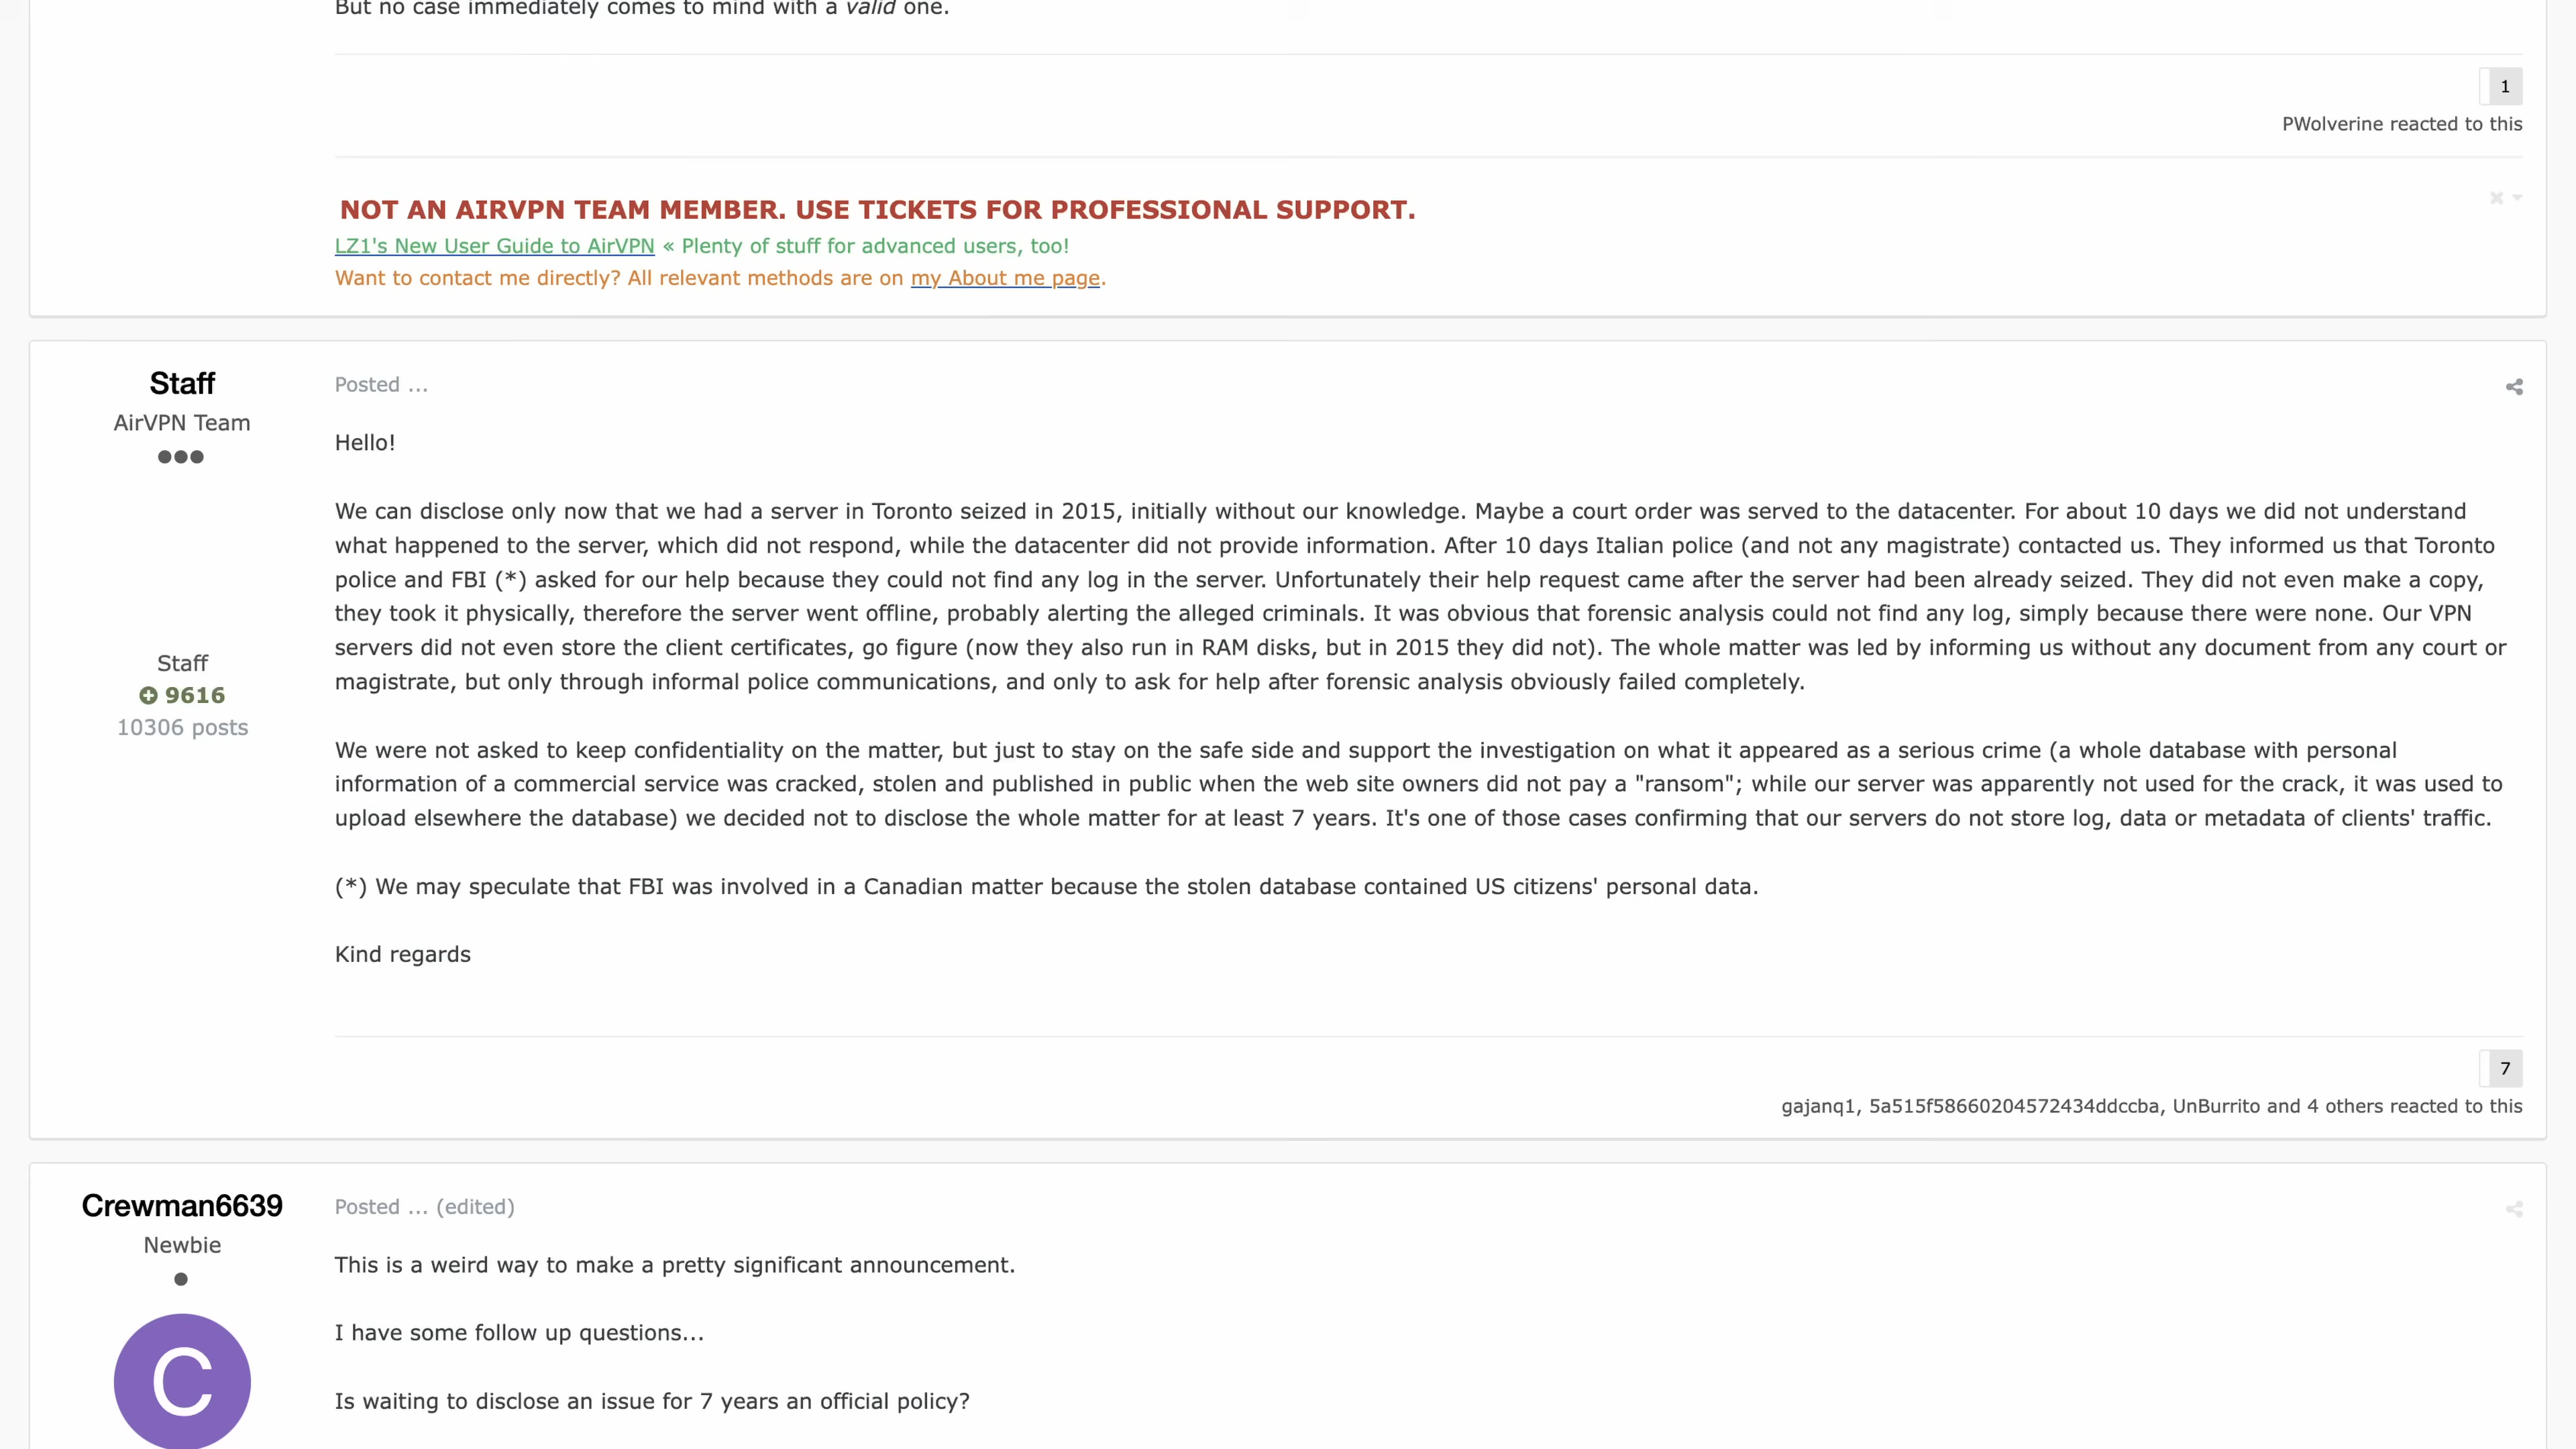 But no case immediately comes to mind with a valid one.
1
PWolverine reacted to this
NOT AN AIRVPN TEAM MEMBER. USE TICKETS FOR PROFESSIONAL SUPPORT.
LZ1's New User Guide to AirVPN « Plenty of stuff for advanced users, too!
Want to contact me directly? All relevant methods are on my About me page.
Staff
AirVPN Team
Staff
9616
10306 posts
Posted ...
Hello!
We can disclose only now that we had a server in Toronto seized in 2015, initially without our knowledge. Maybe a court order was served to the datacenter. For about 10 days we did not understand
what happened to the server, which did not respond, while the datacenter did not provide information. After 10 days Italian police (and not any magistrate) contacted us. They informed us that Toronto
police and FBI (*) asked for our help because they could not find any log in the server. Unfortunately their help request came after the server had been already seized. They did not even make a copy,
they took it physically, therefore the server went offline, probably alerting the alleged criminals. It was obvious that forensic analysis could not find any log, simply because there were none. Our VPN
servers did not even store the client certificates, go figure (now they also run in RAM disks, but in 2015 they did not). The whole matter was led by informing us without any document from any court or
magistrate, but only through informal police communications, and only to ask for help after forensic analysis obviously failed completely.
We were not asked to keep confidentiality on the matter, but just to stay on the safe side and support the investigation on what it appeared as a serious crime (a whole database with personal
information of a commercial service was cracked, stolen and published in public when the web site owners did not pay a "ransom"; while our server was apparently not used for the crack, it was used to
upload elsewhere the database) we decided not to disclose the whole matter for at least 7 years. It's one of those cases confirming that our servers do not store log, data or metadata of clients' traffic.
(*) We may speculate that FBI was involved in a Canadian matter because the stolen database contained US citizens' personal data.
Kind regards
7
gajanq1, 5a515f58660204572434ddccba, UnBurrito and 4 others reacted to this
Crewman6639
Newbie
C
Posted ... (edited)
This is a weird way to make a pretty significant announcement.
I have some follow up questions...
Is waiting to disclose an issue for 7 years an official policy?